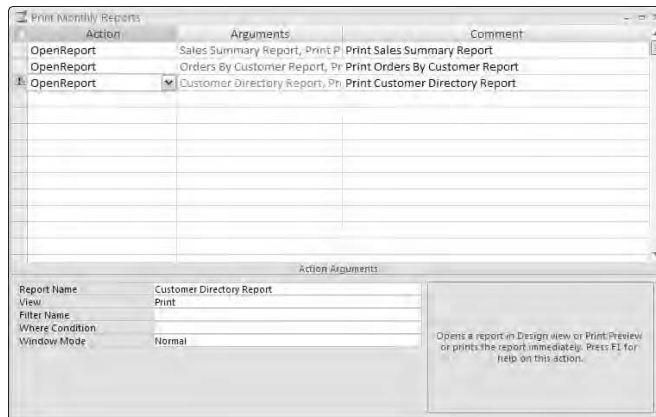 Print Monthly Reports
Action Arguments Comment
OpenReport Sales Summary Report, Print P Print Sales Summary Report
OpenReport Orders By Customer Report, Pr Print Orders By Customer Report
OpenReport Customer Directory Report, Pr Print Customer Directory Report
Action Arguments
Report Name Customer Directory Report
View Print
Filter Name
Where Condition
Window Mode Normal
Opens a report in Design view or Print Preview
or prints the report immediately. Press F1 for
help on this action.